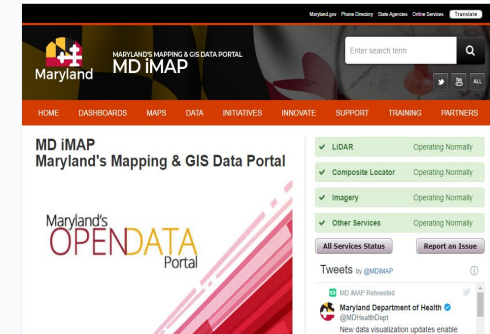 Maryland.gov Phone Directory State Agencies Online Services Translate
Maryland
MARYLAND'S MAPPING & GIS DATA PORTAL
MD iMAP
Enter search term
You Tube ALL
HOME DASHBOARDS MAPS DATA INITIATIVES INNOVATE SUPPORT TRAINING PARTNERS
MD iMAP
Maryland's Mapping & GIS Data Portal
Maryland's
OPENDATA
Portal
LiDAR Operating Normally
Composite Locator Operating Normally
Imagery Operating Normally
Other Services Operating Normally
All Services Status Report an Issue
Tweets by @MDiMAP
MD iMAP Retweeted
Maryland Department of Health
@MDHealthDept
New data visualization updates enable